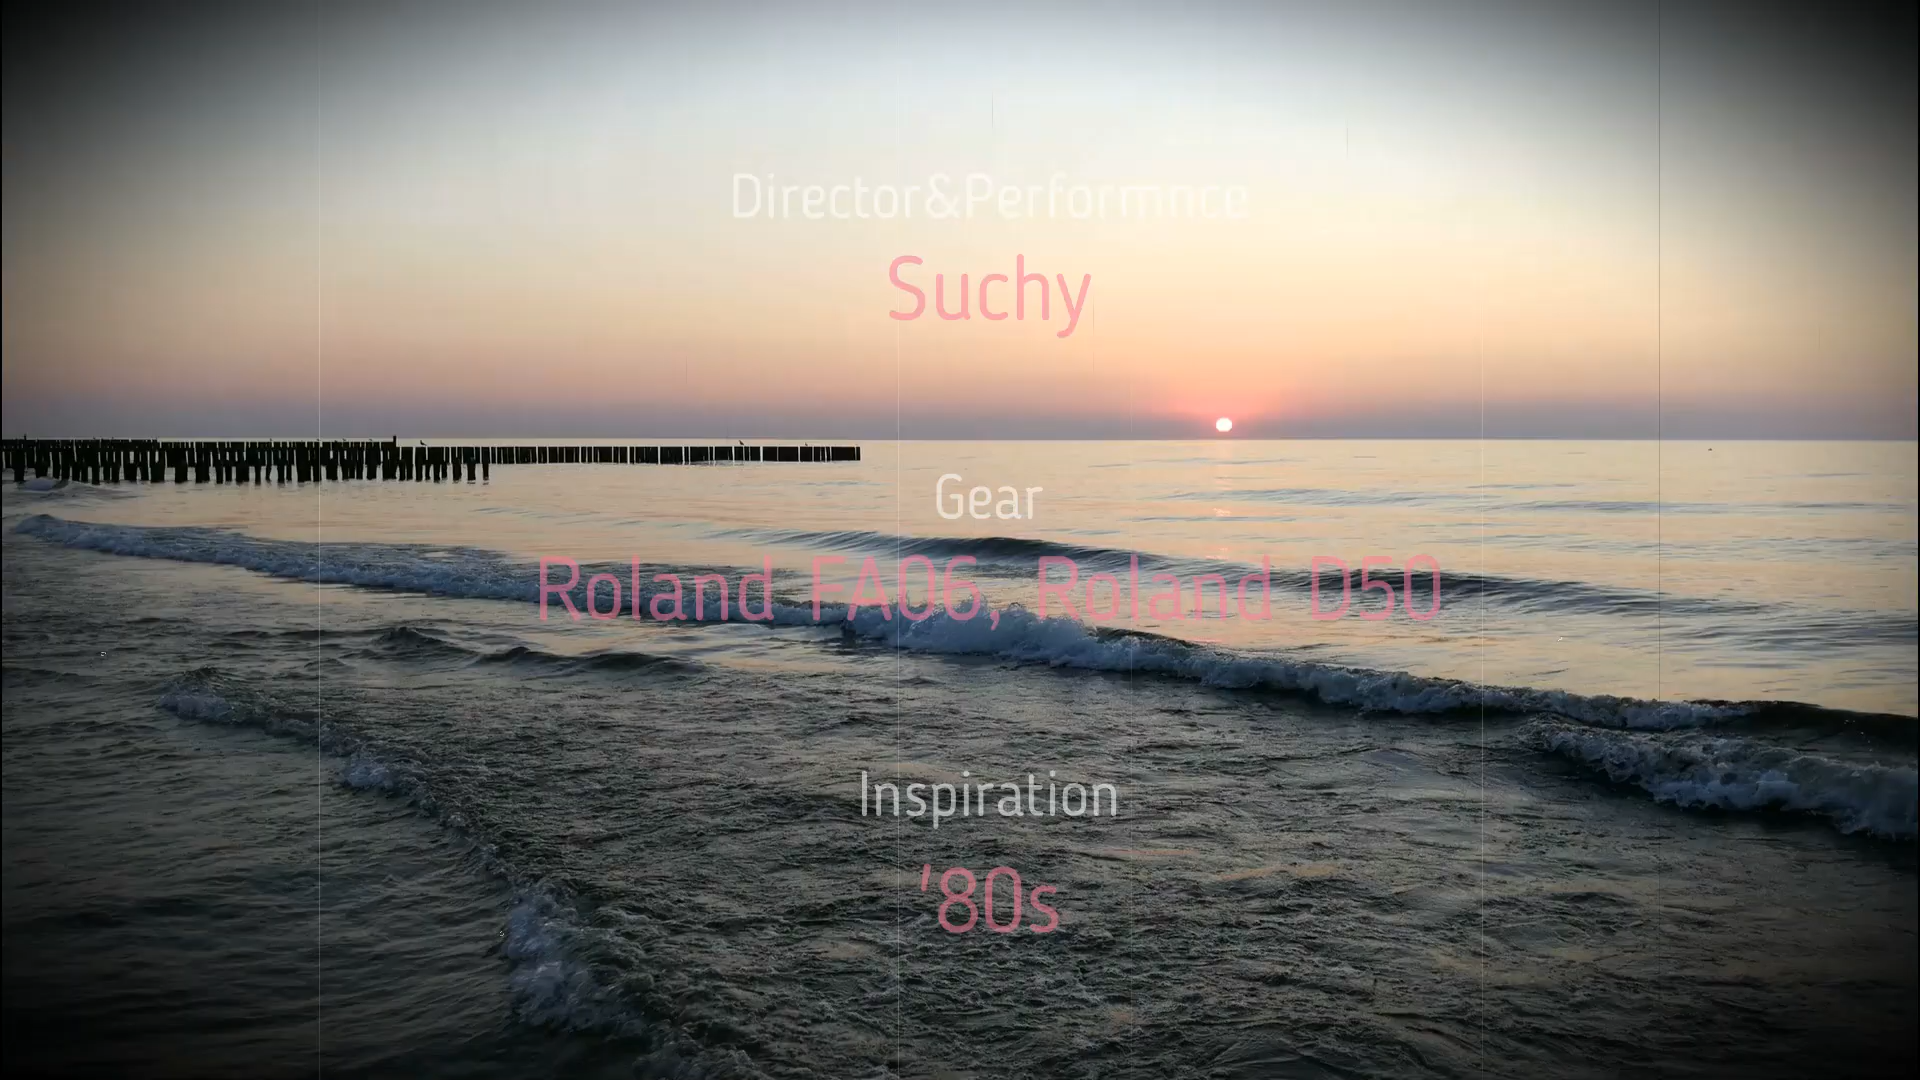 Director&Performnce
Suchy
Gear
Roland FA06, Roland D50
Inspiration
'80s